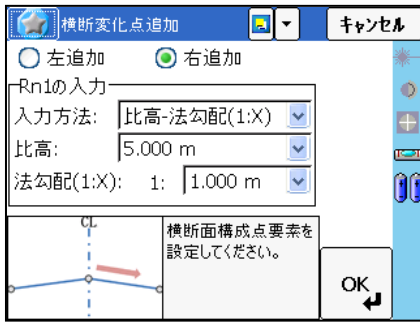 横断変化点追加
キャンセル
左追加 右追加
Rn1の入力
入力方法: 比高-法勾配(1:X)
比高: 5.000 m
法勾配(1:X): 1: 1.000 m
CL
横断面構成点要素を
設定してください。
OK